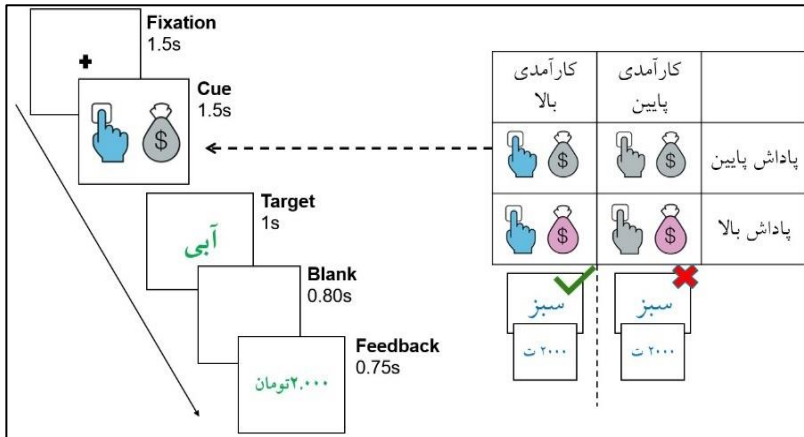 Fixation
1.5s
Cue
1.5s
Target
1s
آبی
Blank
0.80s
Feedback
0.75s
۲.۰۰۰تومان
کارآمدی پایین
کارآمدی بالا
پاداش پایین
$ $
$ $
پاداش بالا
$ $
سبز
سبز
۲۰۰۰ ت
۲۰۰۰ ت